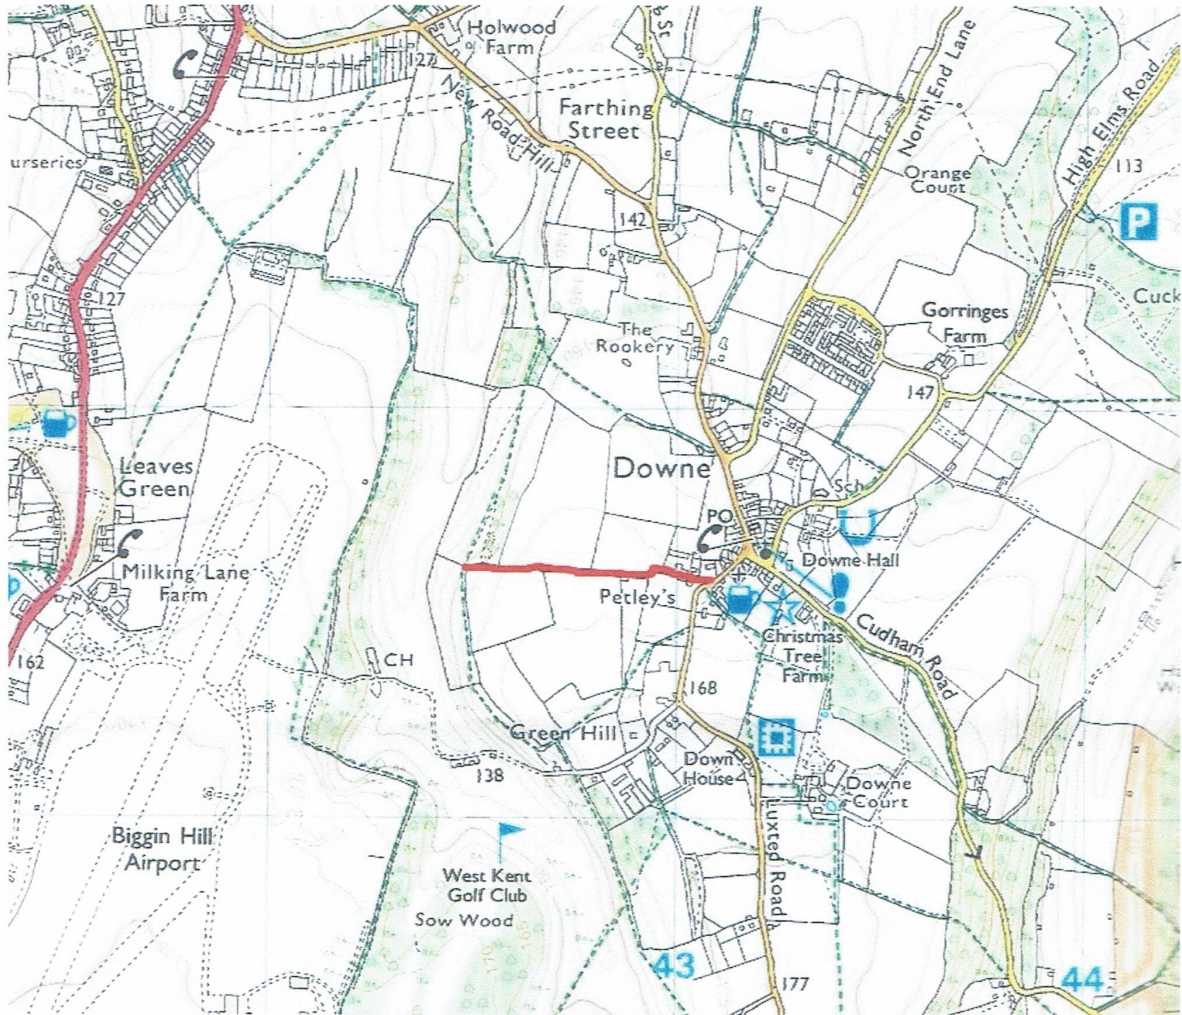 Holwood
Farm
122
New
Road Hill
Farthing
Street
North End Lane
High Elms Road
113
urseries
Orange
Court
P
142
127
Cuck
Gorringes
Farm
The
Rookery
147
Leaves
Green
Downe
Sch
PO
Downe Hall
Milking Lane
Farm
Petley's
Christmas
Tree
Farm
Cudham Road
162
CH
168
Green Hill
138
Down
House
Downe
Court
Biggin Hill
Airport
Luxted Road
West Kent
Golf Club
Sow Wood
43
44
177